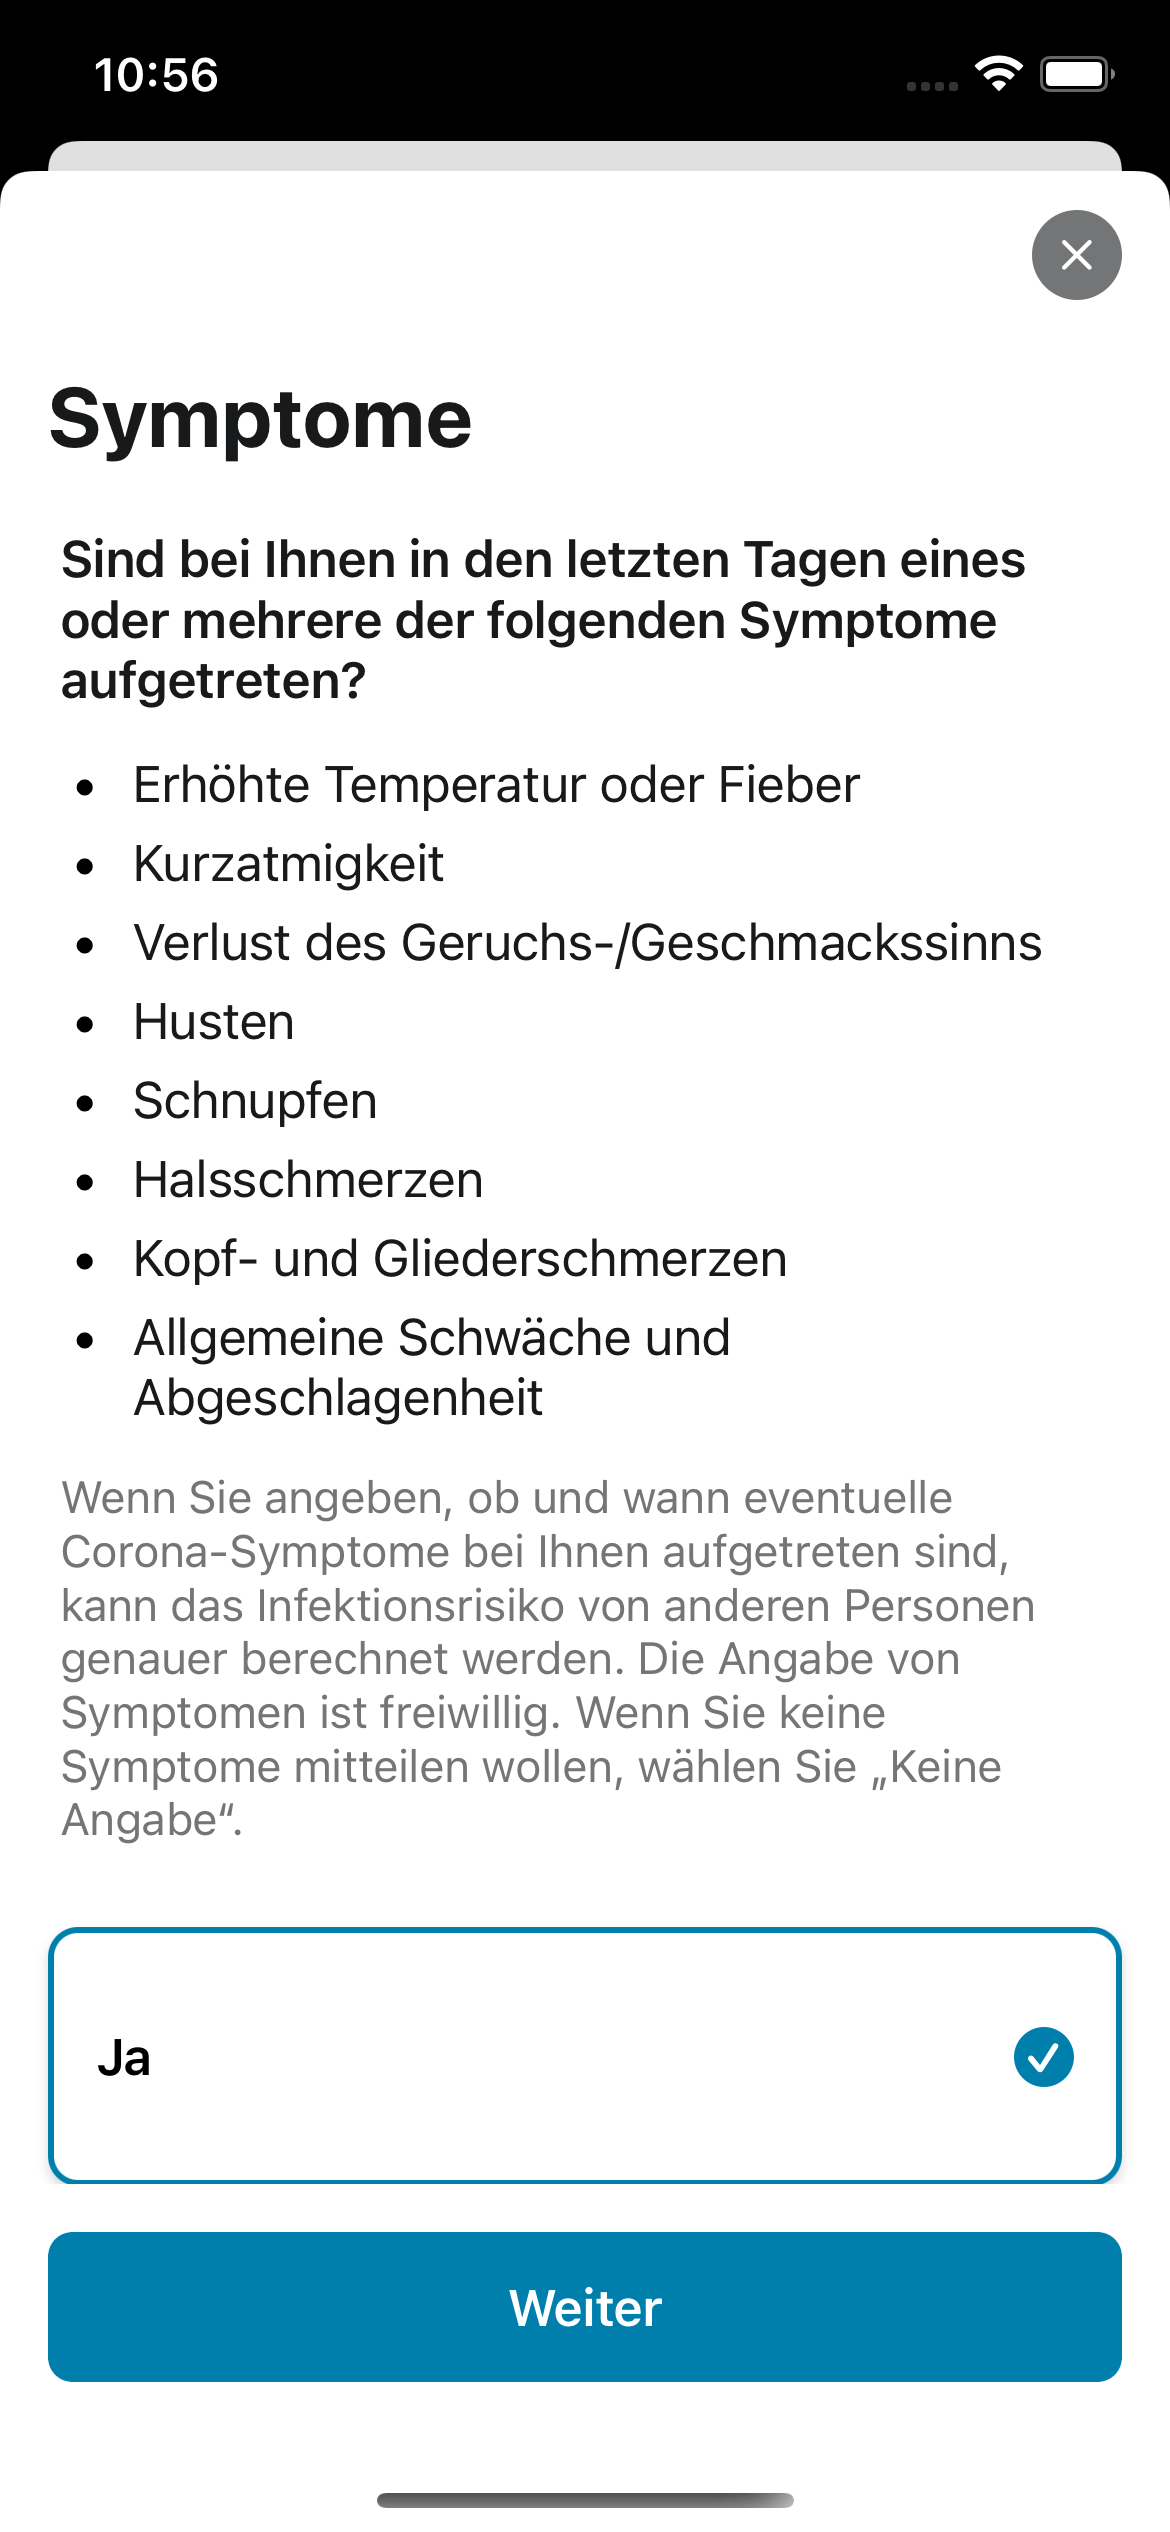 10:56
Symptome
Sind bei Ihnen in den letzten Tagen eines
oder mehrere der folgenden Symptome
aufgetreten?
• Erhöhte Temperatur oder Fieber
• Kurzatmigkeit
• Verlust des Geruchs-/Geschmackssinns
• Husten
• Schnupfen
• Halsschmerzen
• Kopf- und Gliederschmerzen
• Allgemeine Schwäche und
Abgeschlagenheit
Wenn Sie angeben, ob und wann eventuelle
Corona-Symptome bei Ihnen aufgetreten sind,
kann das Infektionsrisiko von anderen Personen
genauer berechnet werden. Die Angabe von
Symptomen ist freiwillig. Wenn Sie keine
Symptome mitteilen wollen, wählen Sie „Keine
Angabe“.
Ja
Weiter